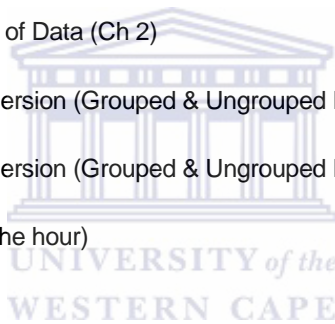 of Data (Ch 2)
ersion (Grouped & Ungrouped
ersion (Grouped & Ungrouped
he hour)
UNIVERSITY of the
WESTERN CAPE